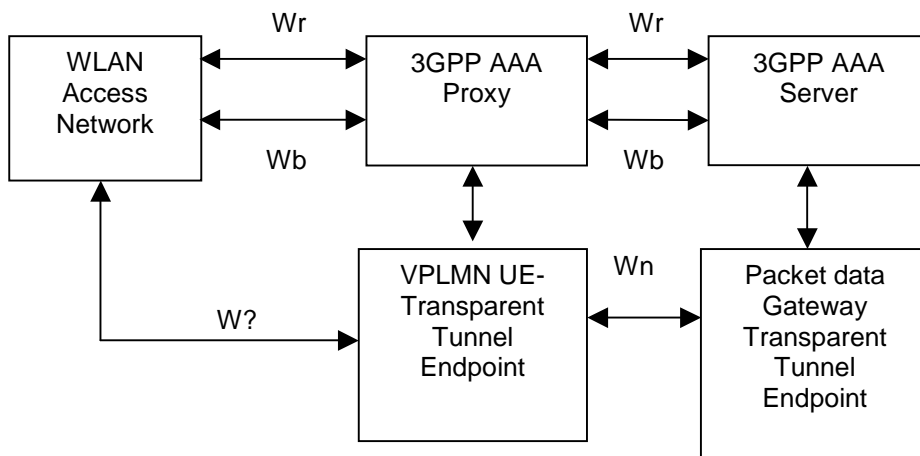 Wr
Wr
WLAN
Access
Network
3GPP AAA
Proxy
3GPP AAA
Server
Wb
Wb
VPLMN UE-
Transparent
Tunnel
Endpoint
Wn
Packet data
Gateway
Transparent
Tunnel
Endpoint
W?